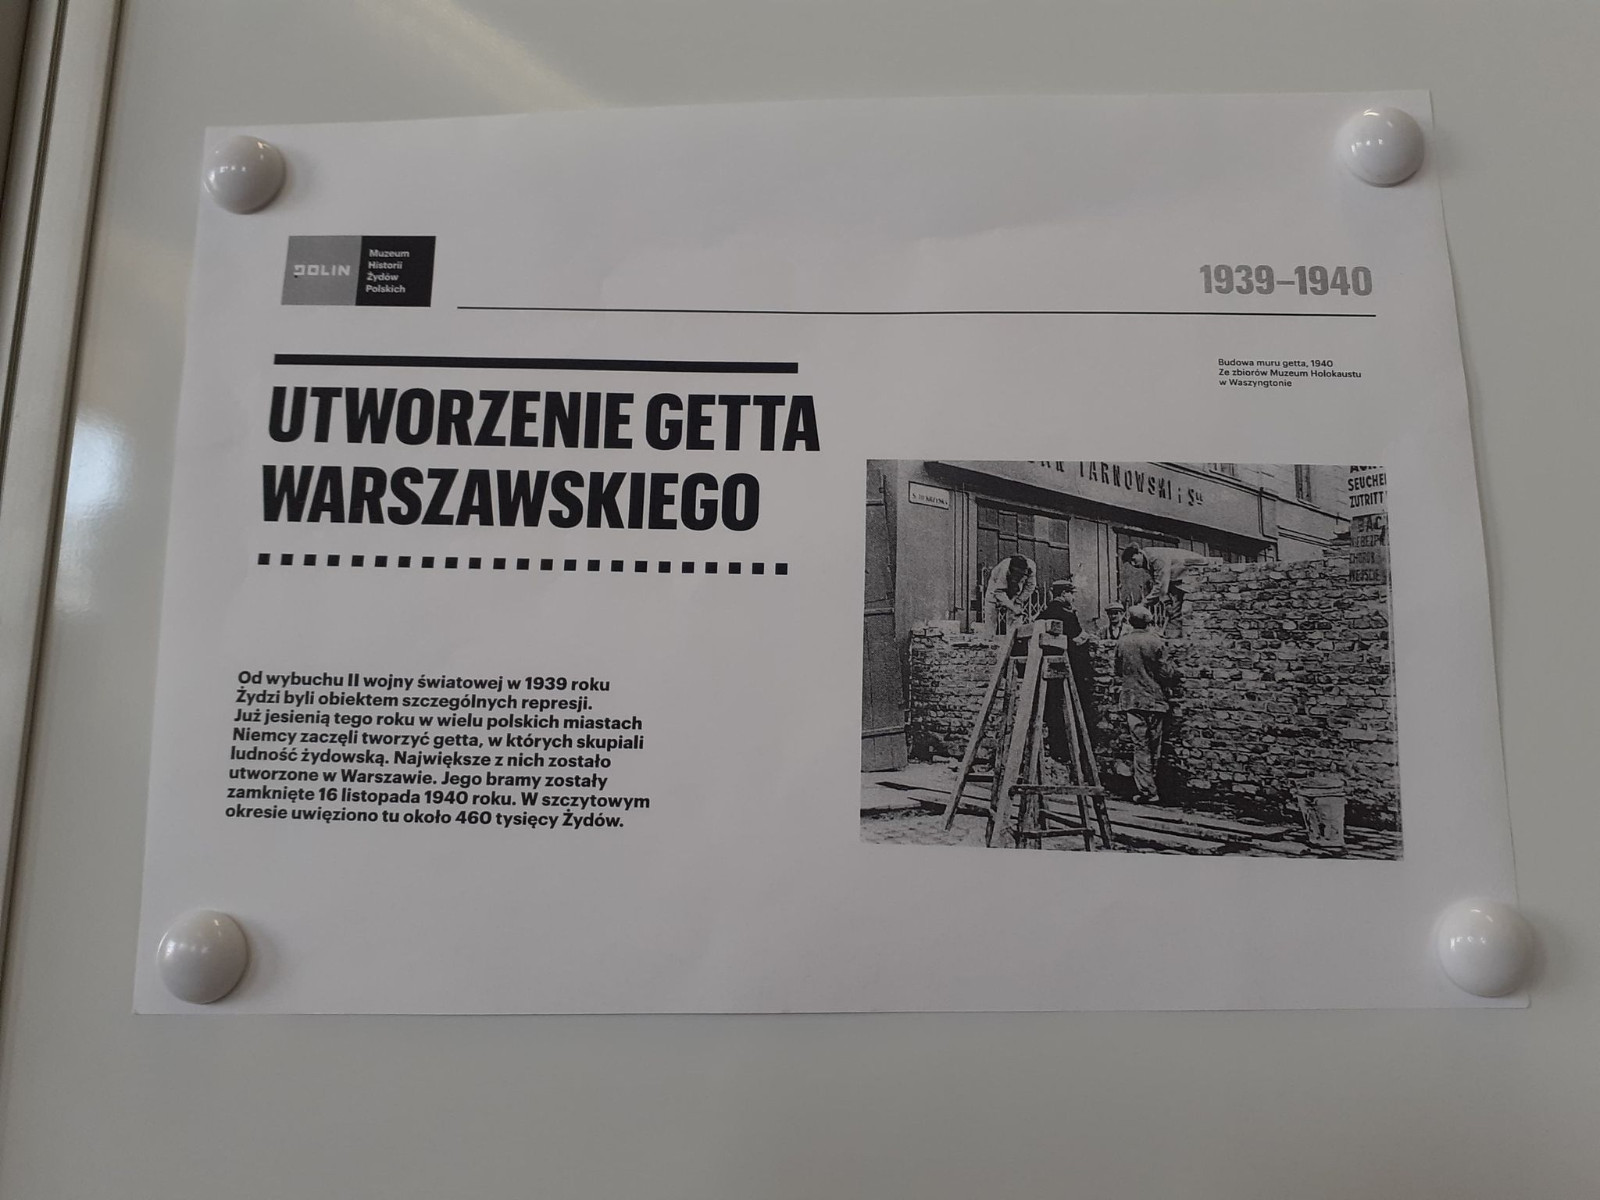 POLIN
Muzeum
Historii
Żydów
Polskich
1939–1940
Budowa muru getta, 1940
Ze zbiorów Muzeum Holokaustu
w Waszyngtonie
UTWORZENIE GETTA
WARSZAWSKIEGO
Od wybuchu II wojny światowej w 1939 roku
Żydzi byli obiektem szczególnych represji.
Już jesienią tego roku w wielu polskich miastach
Niemcy zaczęli tworzyć getta, w których skupiali
ludność żydowską. Największe z nich zostało
utworzone w Warszawie. Jego bramy zostały
zamknięte 16 listopada 1940 roku. W szczytowym
okresie uwięziono tu około 460 tysięcy Żydów.
TARNOWSKI i S
SEUCHE
ZUTRITT